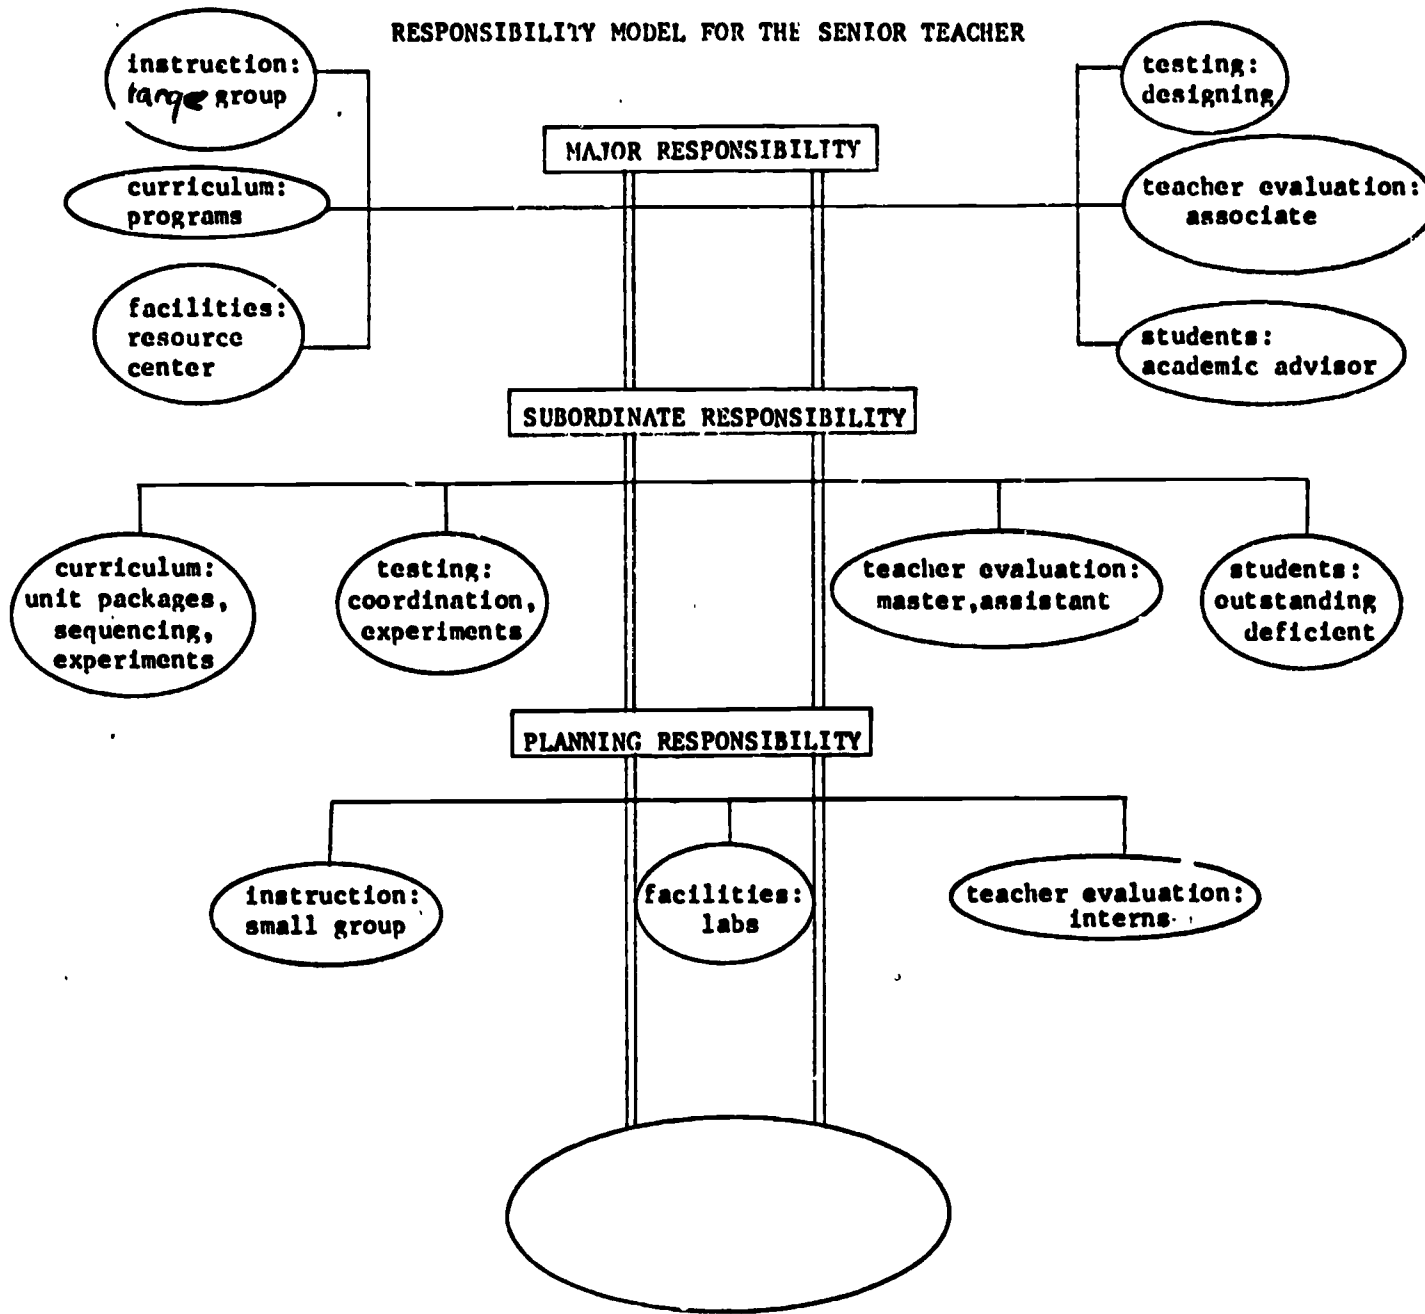 RESPONSIBILITY MODEL FOR THE SENIOR TEACHER
instruction:
large group
curriculum:
programs
facilities:
resource
center
MAJOR RESPONSIBILITY
testing:
designing
teacher evaluation:
associate
students:
academic advisor
SUBORDINATE RESPONSIBILITY
curriculum:
unit packages,
sequencing,
experiments
testing:
coordination,
experiments
teacher evaluation:
master,assistant
students:
outstanding
deficient
PLANNING RESPONSIBILITY
instruction:
small group
facilities:
labs
teacher evaluation:
interns